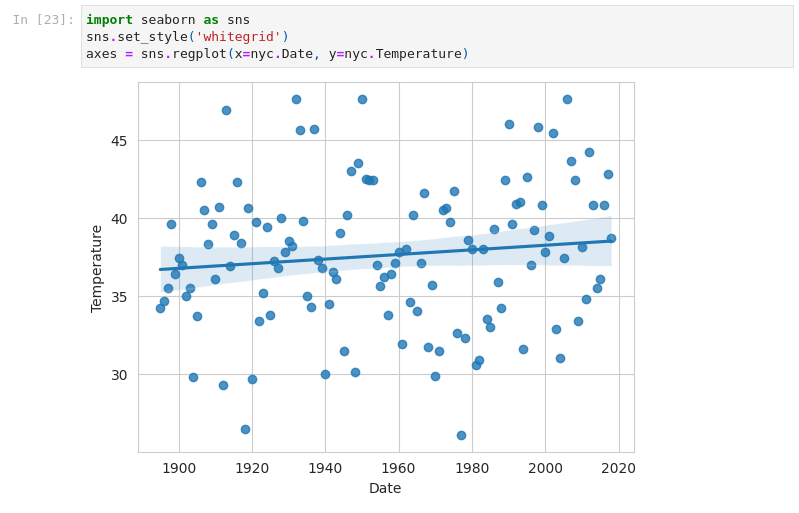 In [23]: import seaborn as sns
sns.set_style('whitegrid')
axes = sns.regplot(x=nyc.Date, y=nyc.Temperature)
45
40
35
30
Temperature
1900 1920 1940 1960 1980 2000 2020
Date